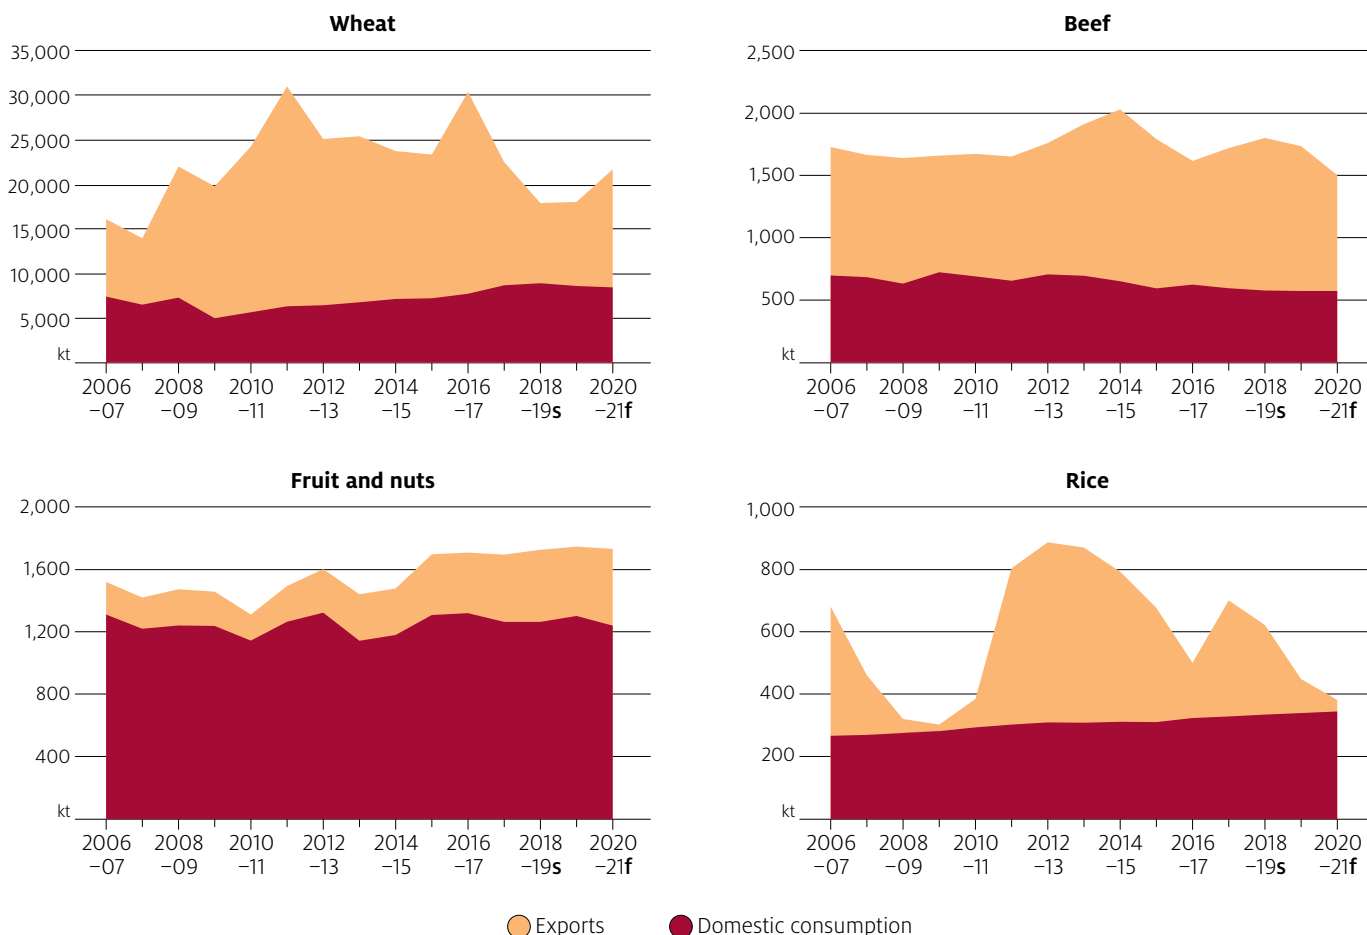 Wheat
35,000
30,000
25,000
20,000
15,000
10,000
5,000
kt
2006 2008 2010 2012 2014 2016 2018 2020
–07 –09 –11 –13 –15 –17 –19s –21f
Beef
2,500
2,000
1,500
1,000
500
kt
2006 2008 2010 2012 2014 2016 2018 2020
–07 –09 –11 –13 –15 –17 –19s –21f
Fruit and nuts
2,000
1,600
1,200
800
400
kt
2006 2008 2010 2012 2014 2016 2018 2020
–07 –09 –11 –13 –15 –17 –19s –21f
Rice
1,000
800
600
400
200
kt
2006 2008 2010 2012 2014 2016 2018 2020
–07 –09 –11 –13 –15 –17 –19s –21f
Exports Domestic consumption